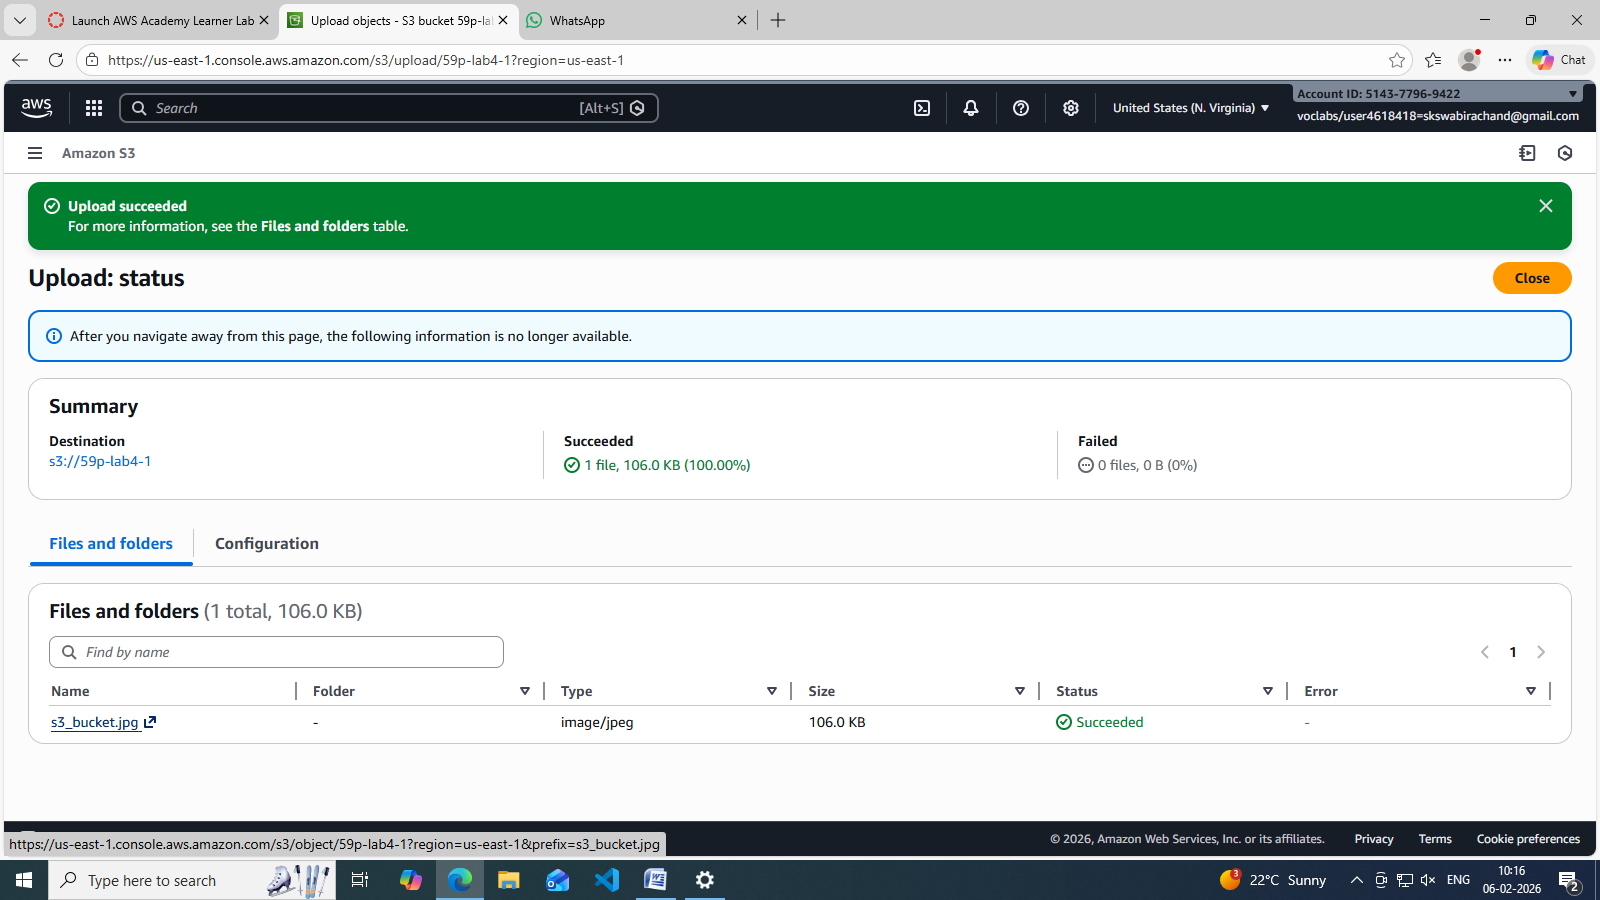 Launch AWS Academy Learner Lab
Upload objects - S3 bucket 59p-la
WhatsApp
https://us-east-1.console.aws.amazon.com/s3/upload/59p-lab4-1?region=us-east-1
Chat
aws
Search
[Alt+S]
United States (N. Virginia)
Account ID: 5143-7796-9422
voclabs/user4618418=skswabirachand@gmail.com
Amazon S3
Upload succeeded
For more information, see the Files and folders table.
Upload: status
Close
After you navigate away from this page, the following information is no longer available.
Summary
Destination
s3://59p-lab4-1
Succeeded
1 file, 106.0 KB (100.00%)
Failed
0 files, 0 B (0%)
Files and folders
Configuration
Files and folders (1 total, 106.0 KB)
Find by name
1
Name
Folder
Type
Size
Status
Error
s3_bucket.jpg
-
image/jpeg
106.0 KB
Succeeded
-
© 2026, Amazon Web Services, Inc. or its affiliates.
Privacy
Terms
Cookie preferences
https://us-east-1.console.aws.amazon.com/s3/object/59p-lab4-1?region=us-east-1&prefix=s3_bucket.jpg
Type here to search
3
22°C Sunny
ENG
10:16
06-02-2026
2